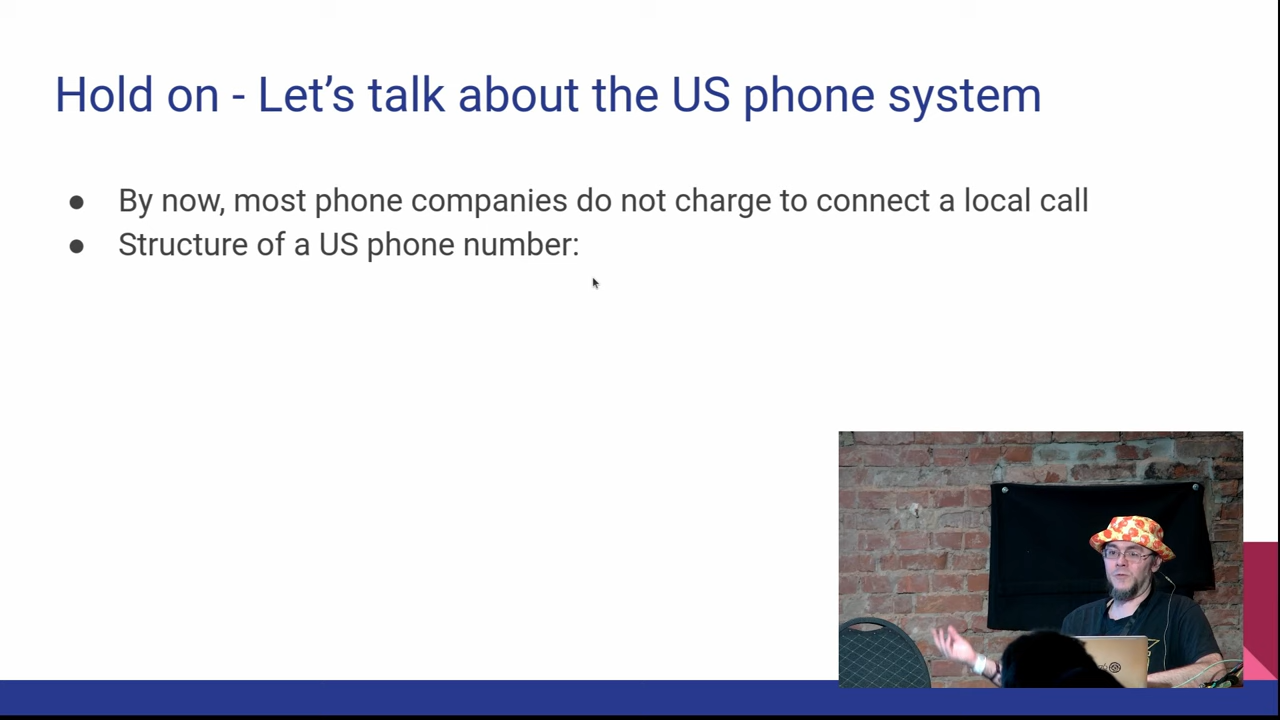 Hold on - Let’s talk about the US phone system
● By now, most phone companies do not charge to connect a local call
● Structure of a US phone number: